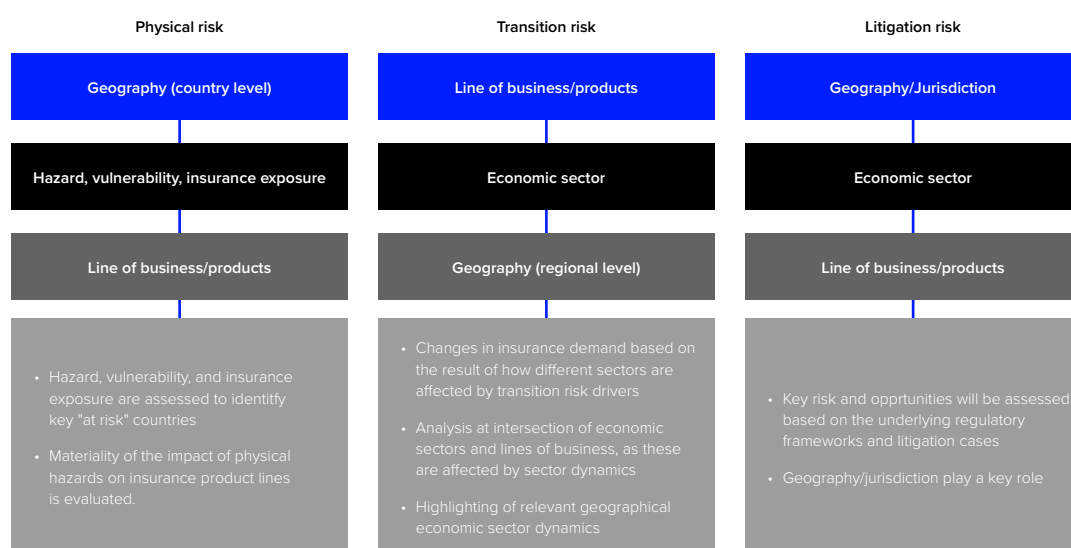 Physical risk
Geography (country level)
Hazard, vulnerability, insurance exposure
Line of business/products
• Hazard, vulnerability, and insurance
exposure are assessed to identitfy
key "at risk" countries
• Materiality of the impact of physical
hazards on insurance product lines
is evaluated.
Transition risk
Line of business/products
Economic sector
Geography (regional level)
• Changes in insurance demand based on
the result of how different sectors are
affected by transition risk drivers
• Analysis at intersection of economic
sectors and lines of business, as these
are affected by sector dynamics
• Highlighting of relevant geographical
economic sector dynamics
Litigation risk
Geography/Jurisdiction
Economic sector
Line of business/products
• Key risk and opprtunities will be assessed
based on the underlying regulatory
frameworks and litigation cases
• Geography/jurisdiction play a key role